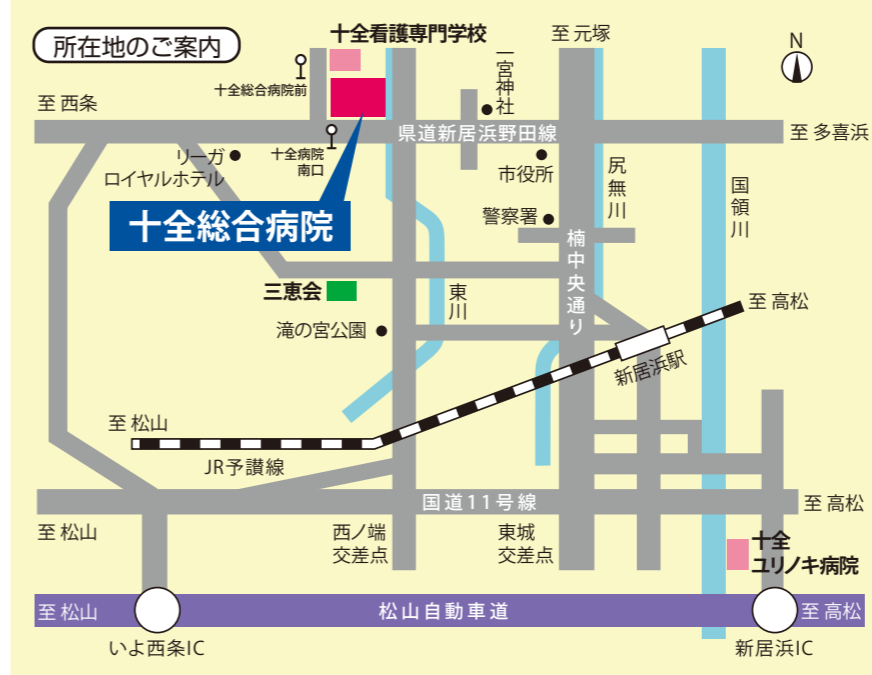 所在地のご案内
十全看護専門学校
至 元塚
N
一宮神社
十全総合病院前
至 西条
県道新居浜野田線
至 多喜浜
リーガ
ロイヤルホテル
十全病院
南口
市役所
尻無川
国領川
警察署
十全総合病院
楠中央通り
三恵会
東川
至 高松
滝の宮公園
新居浜駅
至 松山
JR予讃線
国道11号線
至 高松
至 松山
西ノ端
交差点
東城
交差点
十全
ユリノキ病院
至 松山
松山自動車道
至 高松
いよ西条IC
新居浜IC